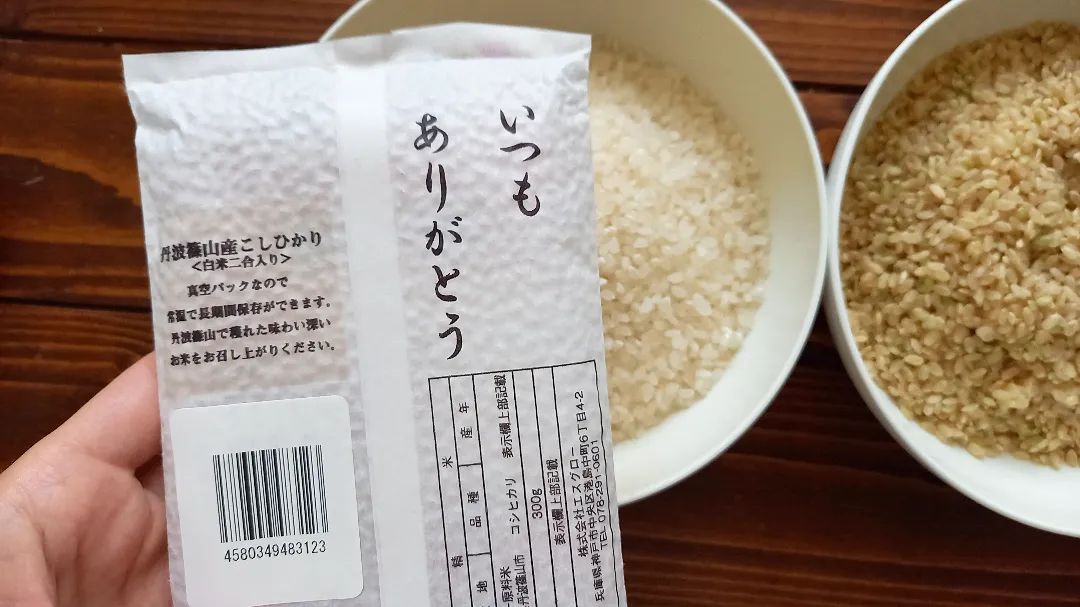 いつも
ありがとう
丹波篠山産こしひかり
<白米二合入り>
真空パックなので
常温で長期間保存ができます。
丹波篠山で穫れた味わい深い
お米をお召し上がりください。
4580349483123
精 米
地 品 種 産 年
一原料米
丹波篠山市 コシヒカリ 表示欄上部記載
300g
表示欄上部記載
株式会社エスグロー
兵庫県神戸市中央区港島中町6丁目4-2
TEL 078-291-0601